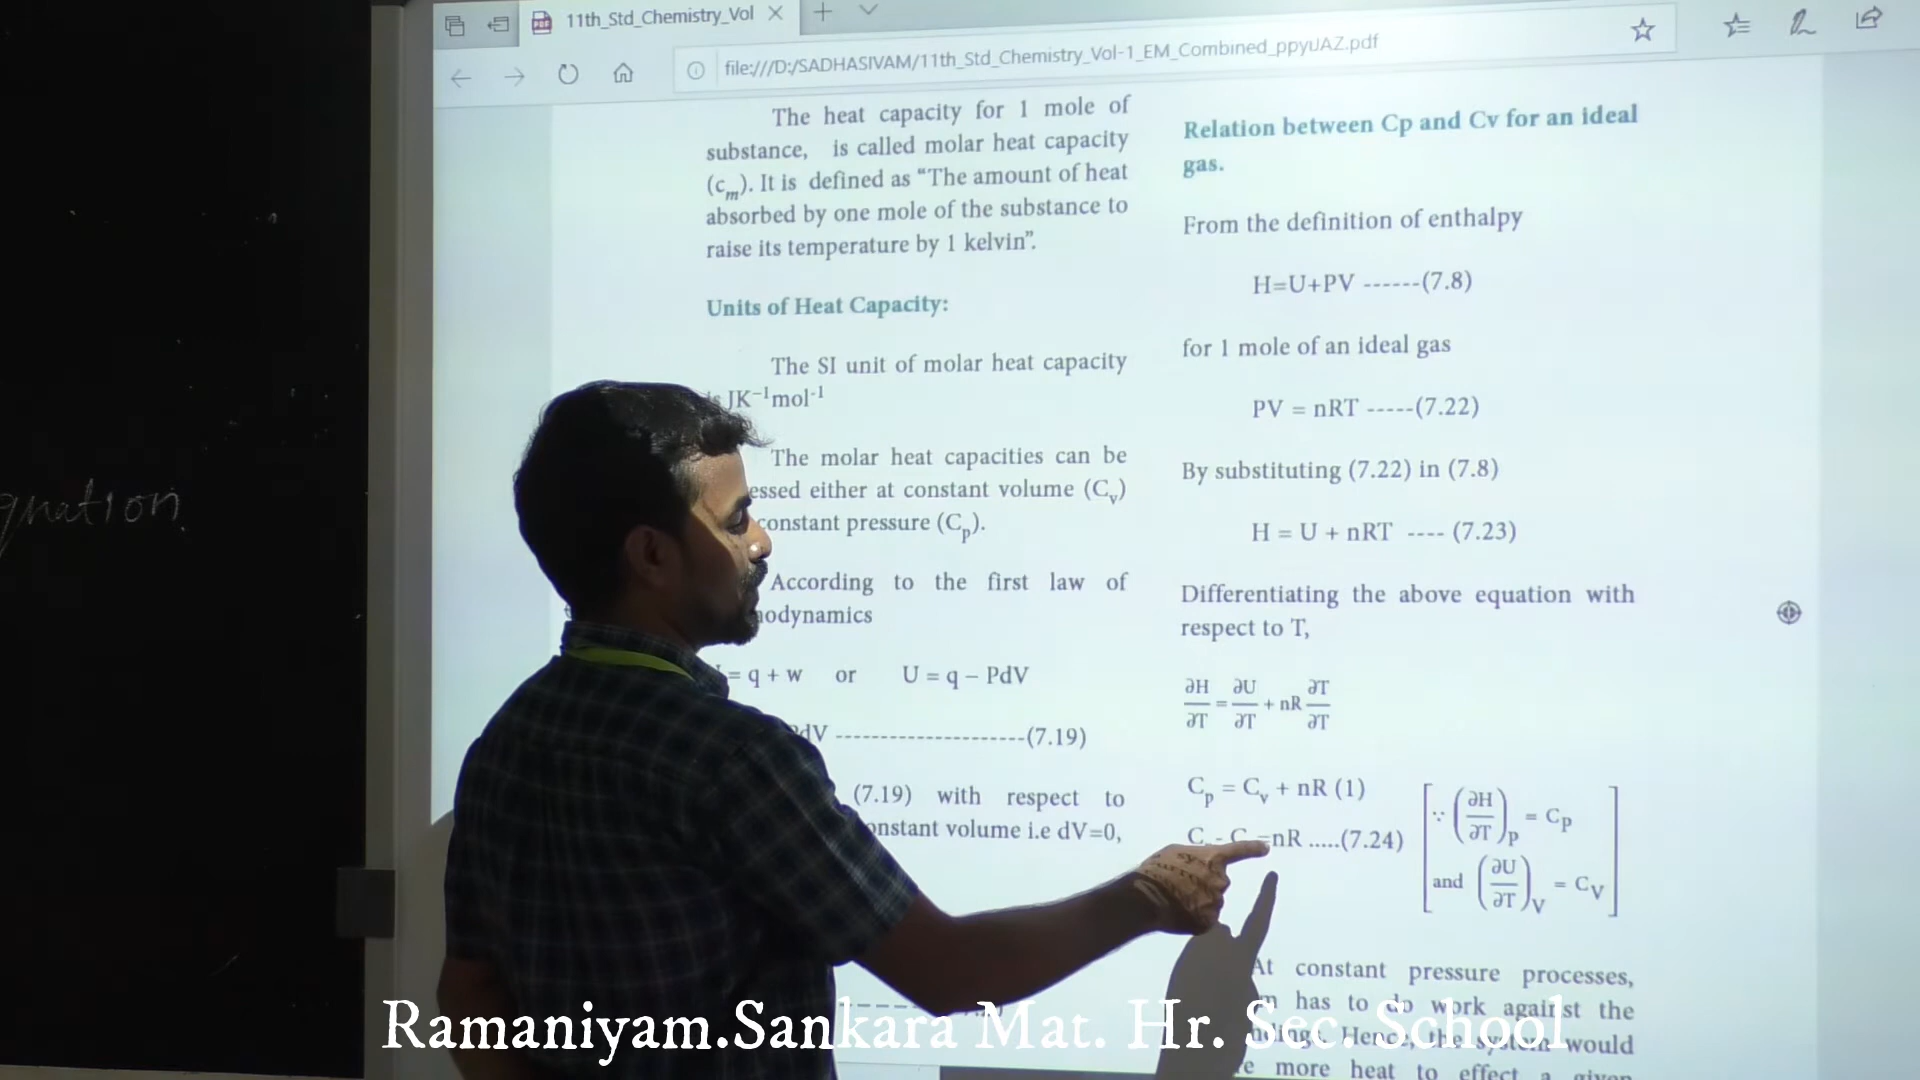 11th_Std_Chemistry_Vol
file:///D:/SADHASIVAM/11th_Std_Chemistry_Vol-1_EM_Combined_ppyUAZ.pdf
The heat capacity for 1 mole of
substance, is called molar heat capacity
(cm). It is defined as “The amount of heat
absorbed by one mole of the substance to
raise its temperature by 1 kelvin”.
Units of Heat Capacity:
The SI unit of molar heat capacity
JK⁻¹mol⁻¹
The molar heat capacities can be
either at constant volume (Cv)
constant pressure (Cp).
According to the first law of
= q + w or U = q – PdV
---------------------(7.19)
(7.19) with respect to
volume i.e dV=0,
Relation between Cp and Cv for an ideal
gas.
From the definition of enthalpy
H=U+PV ------(7.8)
for 1 mole of an ideal gas
PV = nRT -----(7.22)
By substituting (7.22) in (7.8)
H = U + nRT ---- (7.23)
Differentiating the above equation with
respect to T,
∂H/∂T = ∂U/∂T + nR ∂T/∂T
Cp = Cv + nR (1)
=nR .....(7.24)
[∵ (∂H/∂T)P = CP
and (∂U/∂T)V = CV]
At constant pressure processes,
has to do work against the
Hence, the system would
more heat to effect a given
Ramaniyam.Sankara Mat. Hr. Sec. School